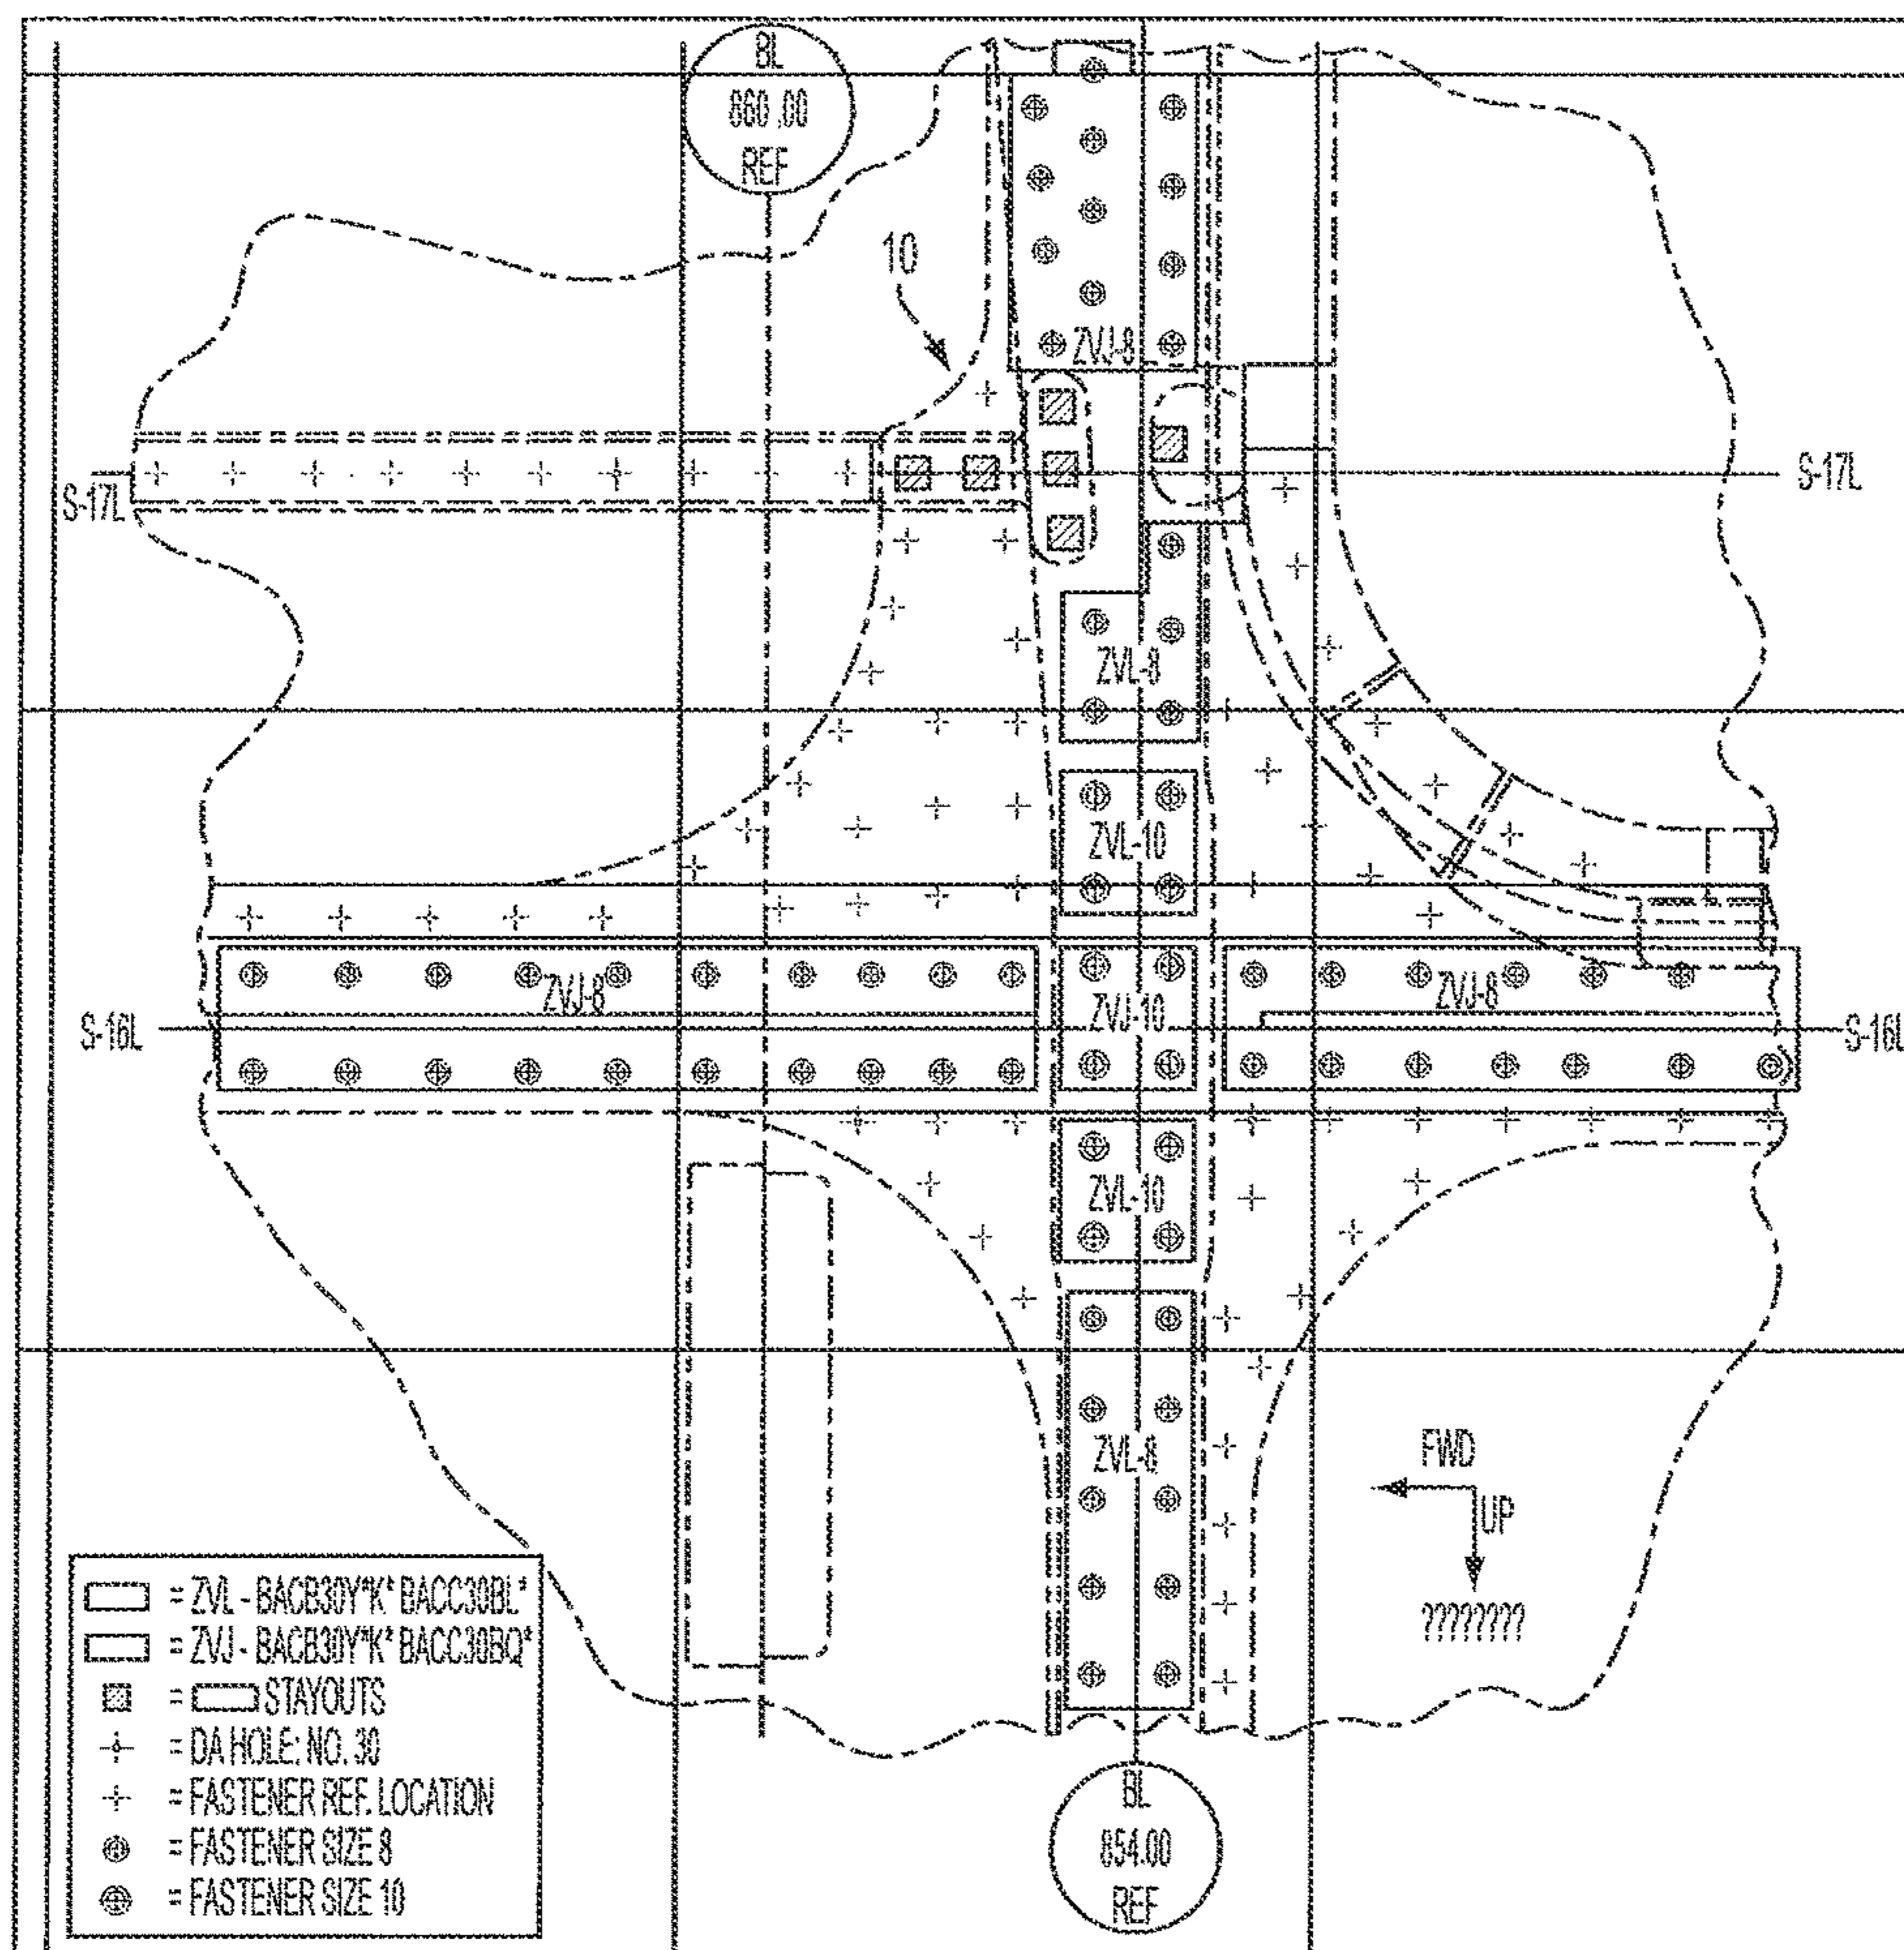 BL
860.00
REF
10
ZVJ-8
S-17L
S-17L
ZVL-8
ZVL-10
ZVJ-8
ZVJ-10
ZVJ-8
S-16L
S-16L
ZVL-10
ZVL-8
FWD
UP
????????
= ZVL - BACB30Y*K* BACC30BL*
= ZVJ - BACB30Y*K* BACC30BQ*
= STAYOUTS
= DA HOLE: NO. 30
= FASTENER REF. LOCATION
= FASTENER SIZE 8
= FASTENER SIZE 10
BL
854.00
REF